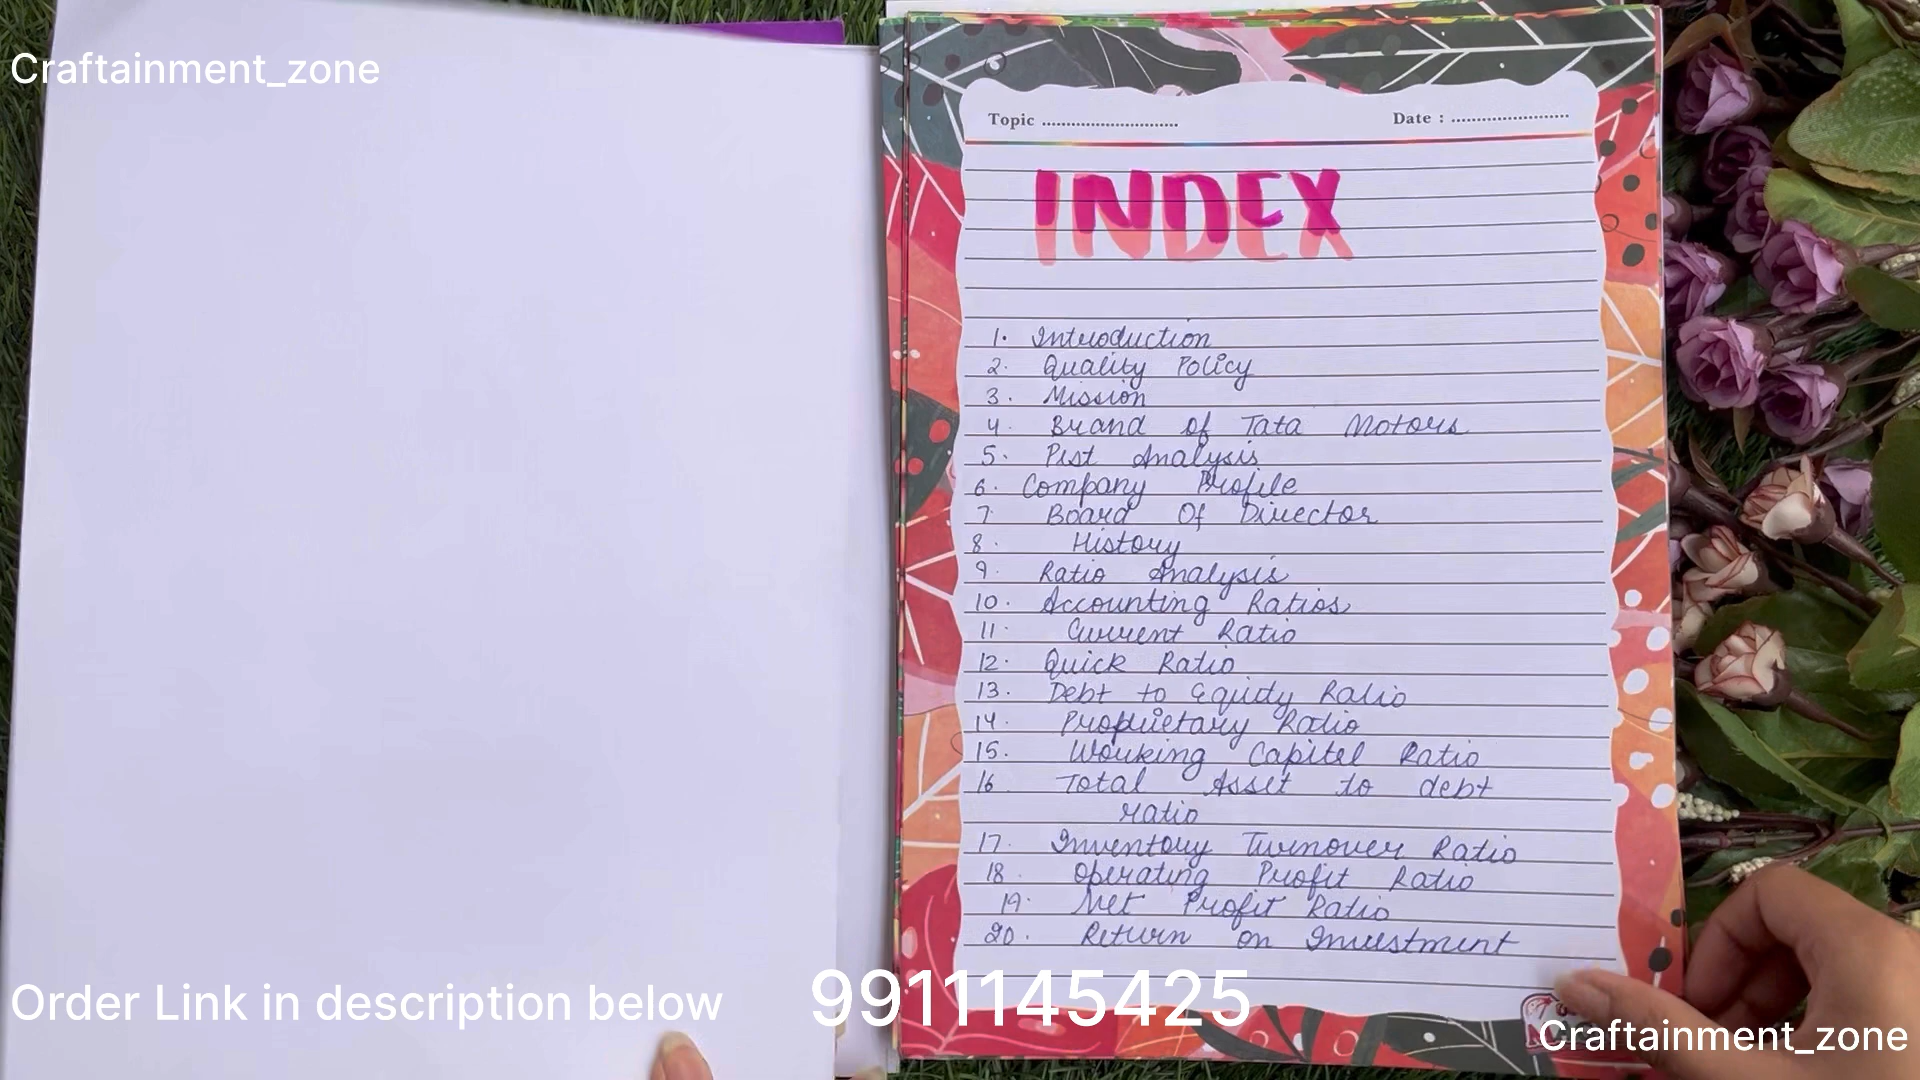 Craftainment_zone
Topic ............................ Date : ........................
INDEX
1. Introduction
2. Quality Policy
3. Mission
4. Brand of Tata Motors
5. Pest Analysis
6. Company Profile
7. Board Of Director
8. History
9. Ratio Analysis
10. Accounting Ratios
11. Current Ratio
12. Quick Ratio
13. Debt to Equity Ratio
14. Proprietary Ratio
15. Working Capitel Ratio
16. Total Asset to debt
ratio
17. Inventory Turnover Ratio
18. Operating Profit Ratio
19. Net Profit Ratio
20. Return on Investment
Order Link in description below
9911145425
Craftainment_zone